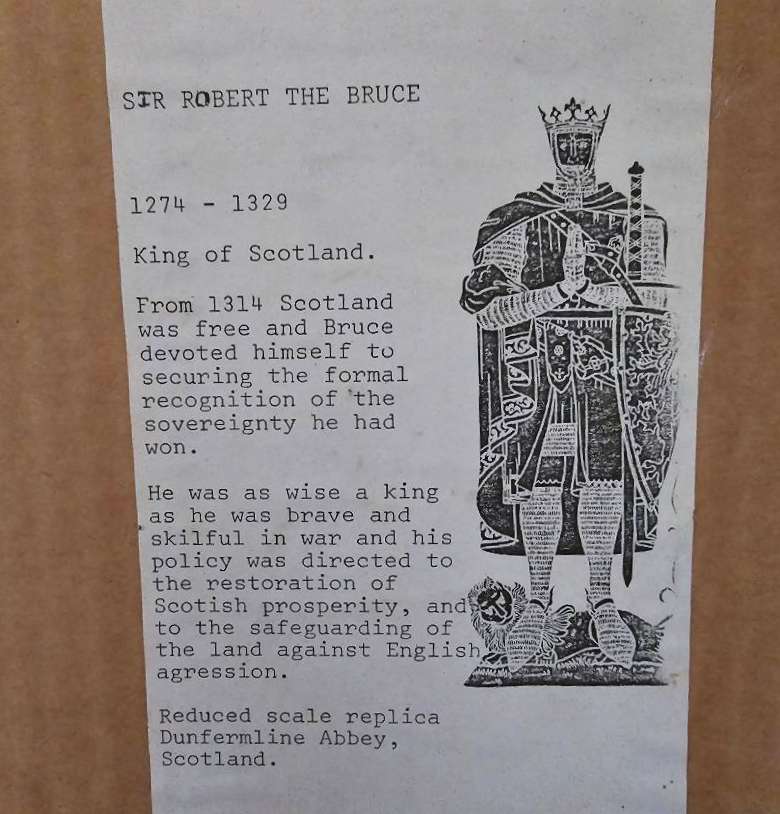 SIR ROBERT THE BRUCE
1274 - 1329
King of Scotland.
From 1314 Scotland
was free and Bruce
devoted himself to
securing the formal
recognition of the
sovereignty he had
won.
He was as wise a king
as he was brave and
skilful in war and his
policy was directed to
the restoration of
Scotish prosperity, and
to the safeguarding of
the land against English
agression.
Reduced scale replica
Dunfermline Abbey,
Scotland.